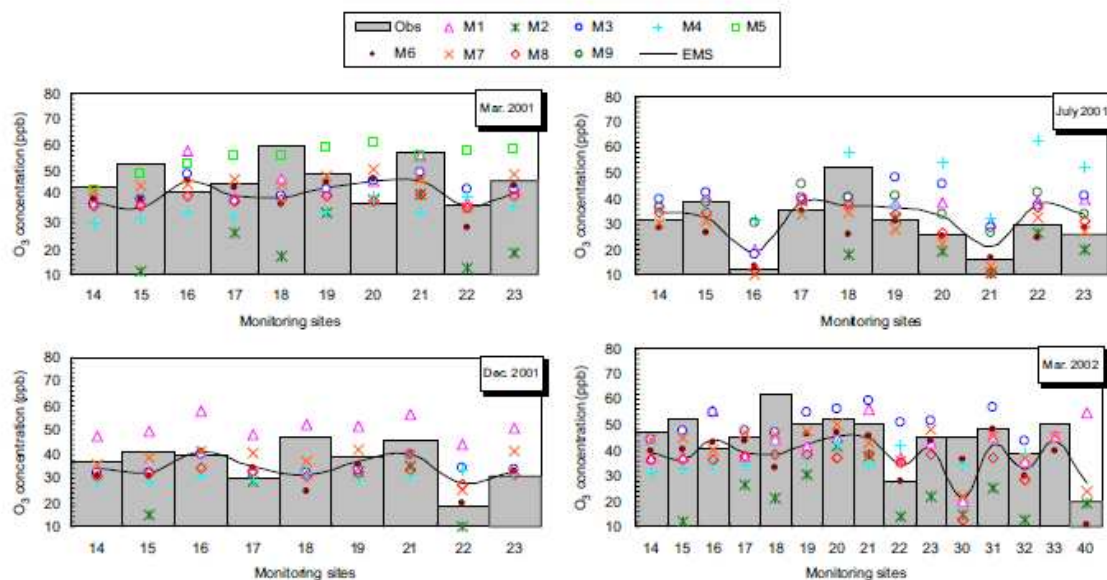 Obs M1 M2 M3 M4 M5
M6 M7 M8 M9 EMS
Mar. 2001
O3 concentration (ppb)
80
70
60
50
40
30
20
10
14 15 16 17 18 19 20 21 22 23
Monitoring sites
July 2001
O3 concentration (ppb)
80
70
60
50
40
30
20
10
14 15 16 17 18 19 20 21 22 23
Monitoring sites
Dec. 2001
O3 concentration (ppb)
80
70
60
50
40
30
20
10
14 15 16 17 18 19 21 22 23
Monitoring sites
Mar. 2002
O3 concentration (ppb)
80
70
60
50
40
30
20
10
14 15 16 17 18 19 20 21 22 23 30 31 32 33 40
Monitoring sites